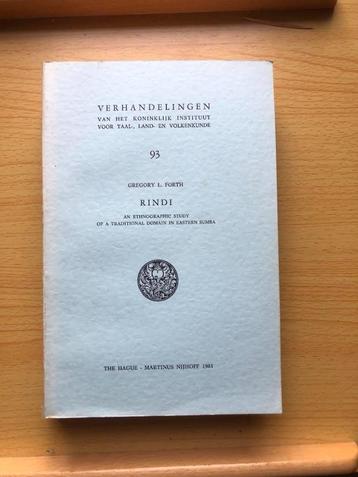 VERHANDELINGEN
VAN HET KONINKLIJK INSTITUUT
VOOR TAAL-, LAND- EN VOLKENKUNDE
93
GREGORY L. FORTH
RINDI
AN ETHNOGRAPHIC STUDY
OF A TRADITIONAL DOMAIN IN EASTERN SUMBA
THE HAGUE - MARTINUS NIJHOFF 1981